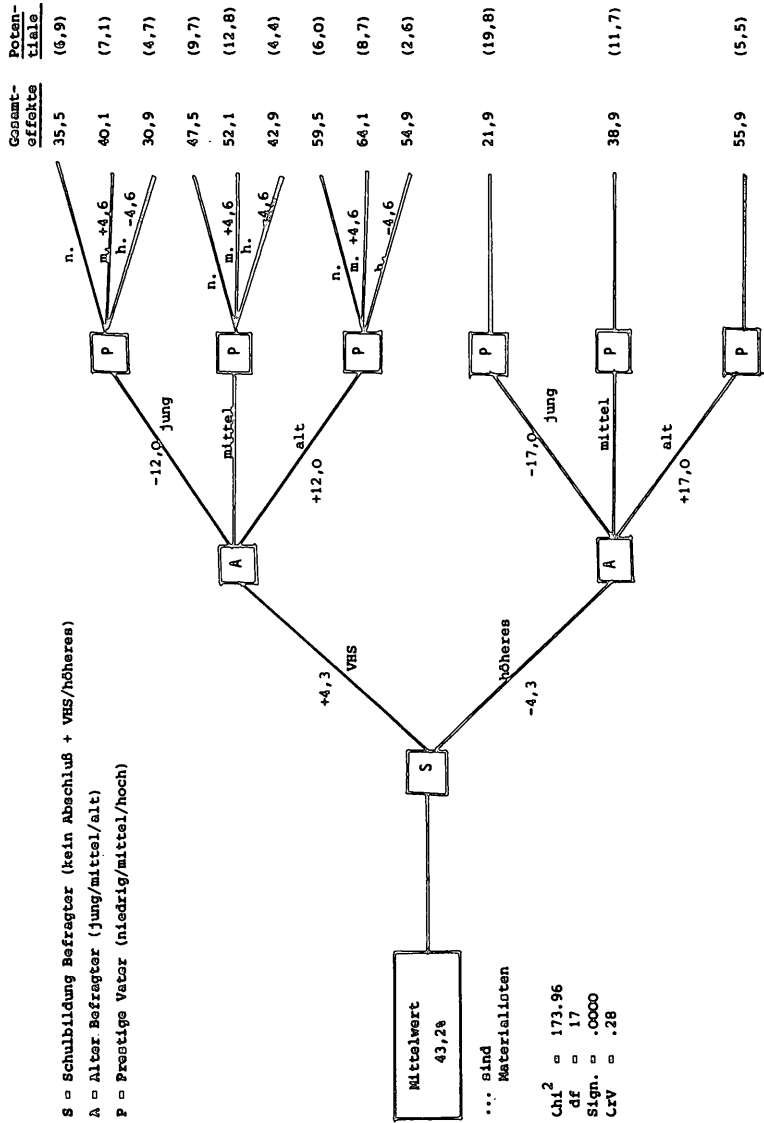 S = Schulbildung Befragter (kein Abschluß + VHS/höheres)
A = Alter Befragter (jung/mittel/alt)
P = Prestige Vater (niedrig/mittel/hoch)
Gesamt-
effekte
Poten-
tiale
Mittelwert
43,2%
... sind
Materialisten
Chi² = 173.96
df = 17
Sign. = .0000
CrV = .28
S
+4,3
VHS
höheres
-4,3
A
-12,0 jung
mittel
alt
+12,0
A
-17,0 jung
mittel
alt
+17,0
P
n.
m. +4,6
h. -4,6
35,5 (6,9)
40,1 (7,1)
30,9 (4,7)
P
n.
m. +4,6
h. -4,6
47,5 (9,7)
52,1 (12,8)
42,9 (4,4)
P
n.
m. +4,6
h. -4,6
59,5 (6,0)
64,1 (8,7)
54,9 (2,6)
P
21,9 (19,8)
P
38,9 (11,7)
P
55,9 (5,5)